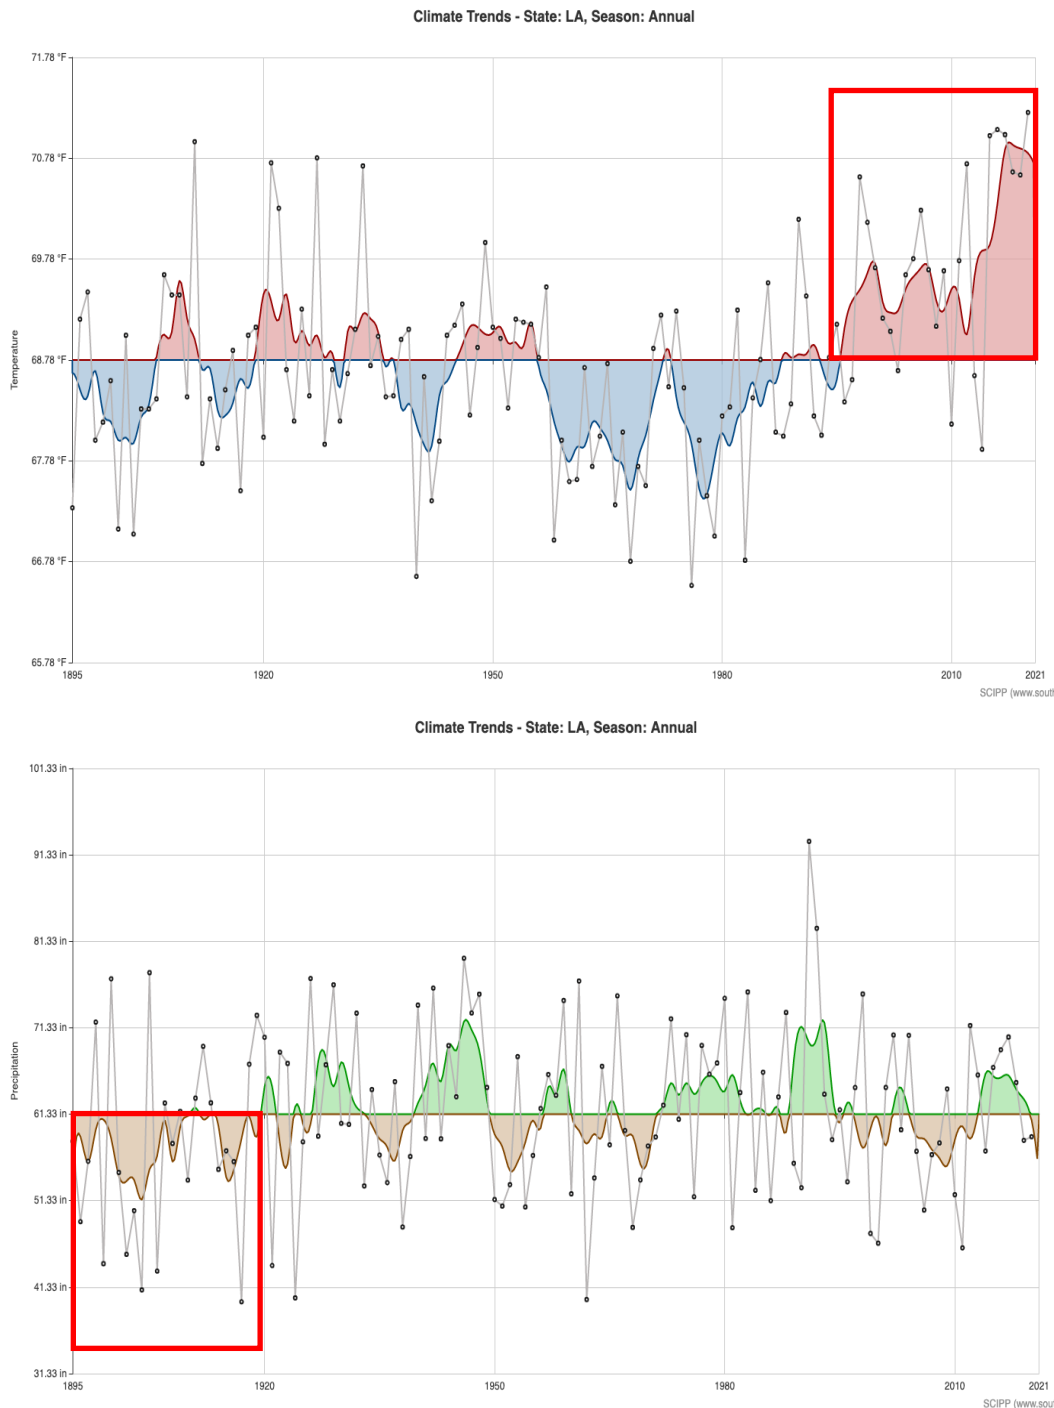 Climate Trends - State: LA, Season: Annual
71.78 °F
70.78 °F
69.78 °F
68.78 °F
67.78 °F
66.78 °F
65.78 °F
Temperature
1895 1920 1950 1980 2010 2021
SCIPP (www.sout
Climate Trends - State: LA, Season: Annual
101.33 in
91.33 in
81.33 in
71.33 in
61.33 in
51.33 in
41.33 in
31.33 in
Precipitation
1895 1920 1950 1980 2010 2021
SCIPP (www.sou